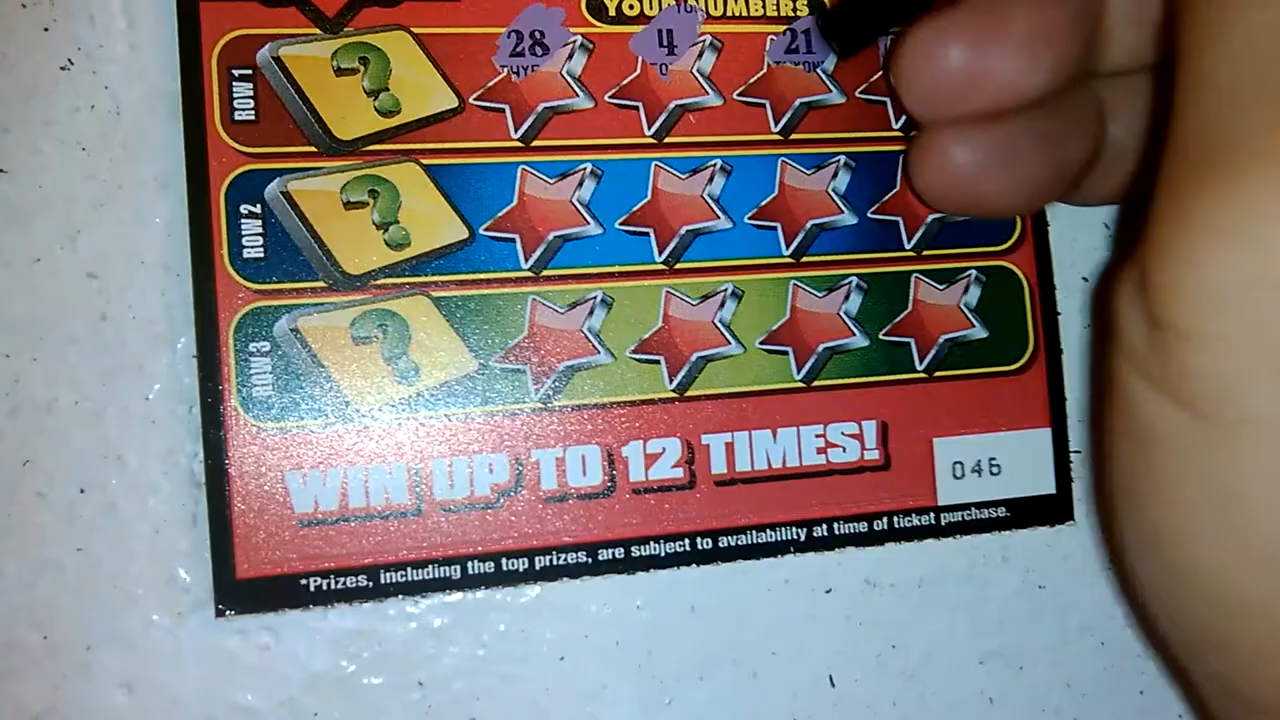 YOUR NUMBERS
ROW 1
28
4
21
ROW 2
ROW 3
WIN UP TO 12 TIMES!
046
*Prizes, including the top prizes, are subject to availability at time of ticket purchase.